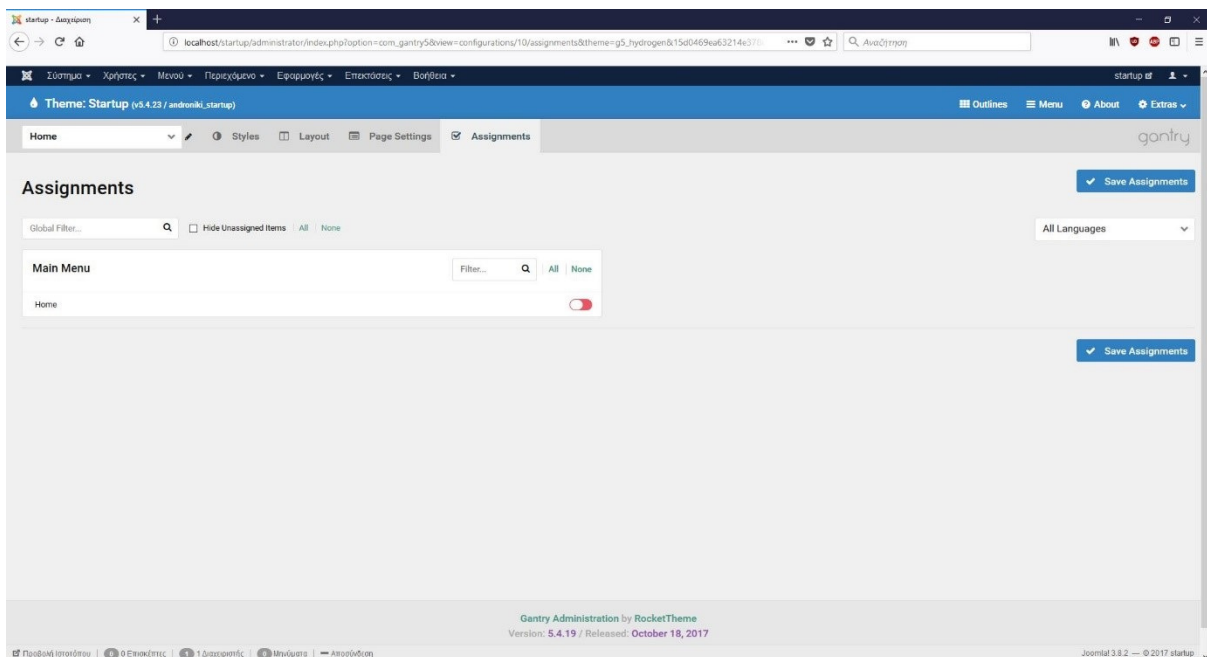 startup - Διαχείριση
localhost/startup/administrator/index.php?option=com_gantry5&view=configurations/10/assignments&theme=g5_hydrogen&15d0469ea63214e37 Αναζήτηση
Σύστημα Χρήστες Μενού Περιεχόμενο Εφαρμογές Επεκτάσεις Βοήθεια startup
Theme: Startup (v5.4.23 / androniki_startup) Outlines Menu About Extras
Home Styles Layout Page Settings Assignments gantry
Assignments Save Assignments
Global Filter... Hide Unassigned Items All None All Languages
Main Menu Filter... All None
Home
Save Assignments
Gantry Administration by RocketTheme
Version: 5.4.19 / Released: October 18, 2017
Προβολή Ιστοτόπου 0 0 Επισκέπτες 1 1 Διαχειριστής 0 Μηνύματα Αποσύνδεση Joomla! 3.8.2 — © 2017 startup